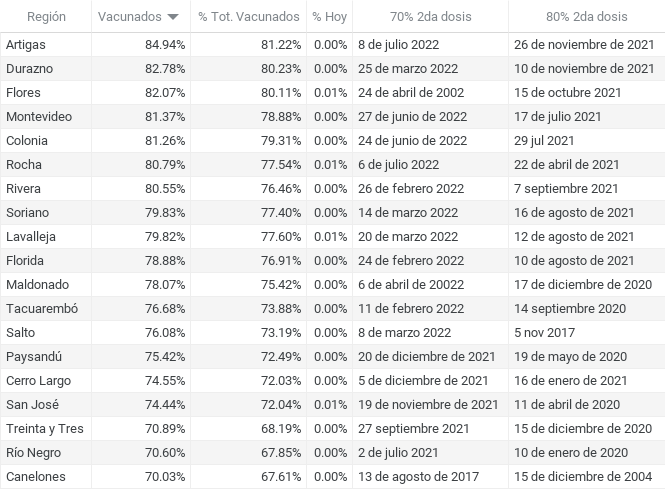 Región Vacunados % Tot. Vacunados % Hoy 70% 2da dosis 80% 2da dosis
Artigas 84.94% 81.22% 0.00% 8 de julio 2022 26 de noviembre de 2021
Durazno 82.78% 80.23% 0.00% 25 de marzo 2022 10 de noviembre de 2021
Flores 82.07% 80.11% 0.01% 24 de abril de 2002 15 de octubre 2021
Montevideo 81.37% 78.88% 0.00% 27 de junio de 2022 17 de julio 2021
Colonia 81.26% 79.31% 0.00% 24 de junio de 2022 29 jul 2021
Rocha 80.79% 77.54% 0.01% 6 de julio 2022 22 de abril de 2021
Rivera 80.55% 76.46% 0.00% 26 de febrero 2022 7 septiembre 2021
Soriano 79.83% 77.40% 0.00% 14 de marzo 2022 16 de agosto de 2021
Lavalleja 79.82% 77.60% 0.01% 20 de marzo 2022 12 de agosto de 2021
Florida 78.88% 76.91% 0.00% 24 de febrero 2022 10 de agosto de 2021
Maldonado 78.07% 75.42% 0.00% 6 de abril de 20022 17 de diciembre de 2020
Tacuarembó 76.68% 73.88% 0.00% 11 de febrero 2022 14 septiembre 2020
Salto 76.08% 73.19% 0.00% 8 de marzo 2022 5 nov 2017
Paysandú 75.42% 72.49% 0.00% 20 de diciembre de 2021 19 de mayo de 2020
Cerro Largo 74.55% 72.03% 0.00% 5 de diciembre de 2021 16 de enero de 2021
San José 74.44% 72.04% 0.01% 19 de noviembre de 2021 11 de abril de 2020
Treinta y Tres 70.89% 68.19% 0.00% 27 septiembre 2021 15 de diciembre de 2020
Río Negro 70.60% 67.85% 0.00% 2 de julio 2021 10 de enero de 2020
Canelones 70.03% 67.61% 0.00% 13 de agosto de 2017 15 de diciembre de 2004